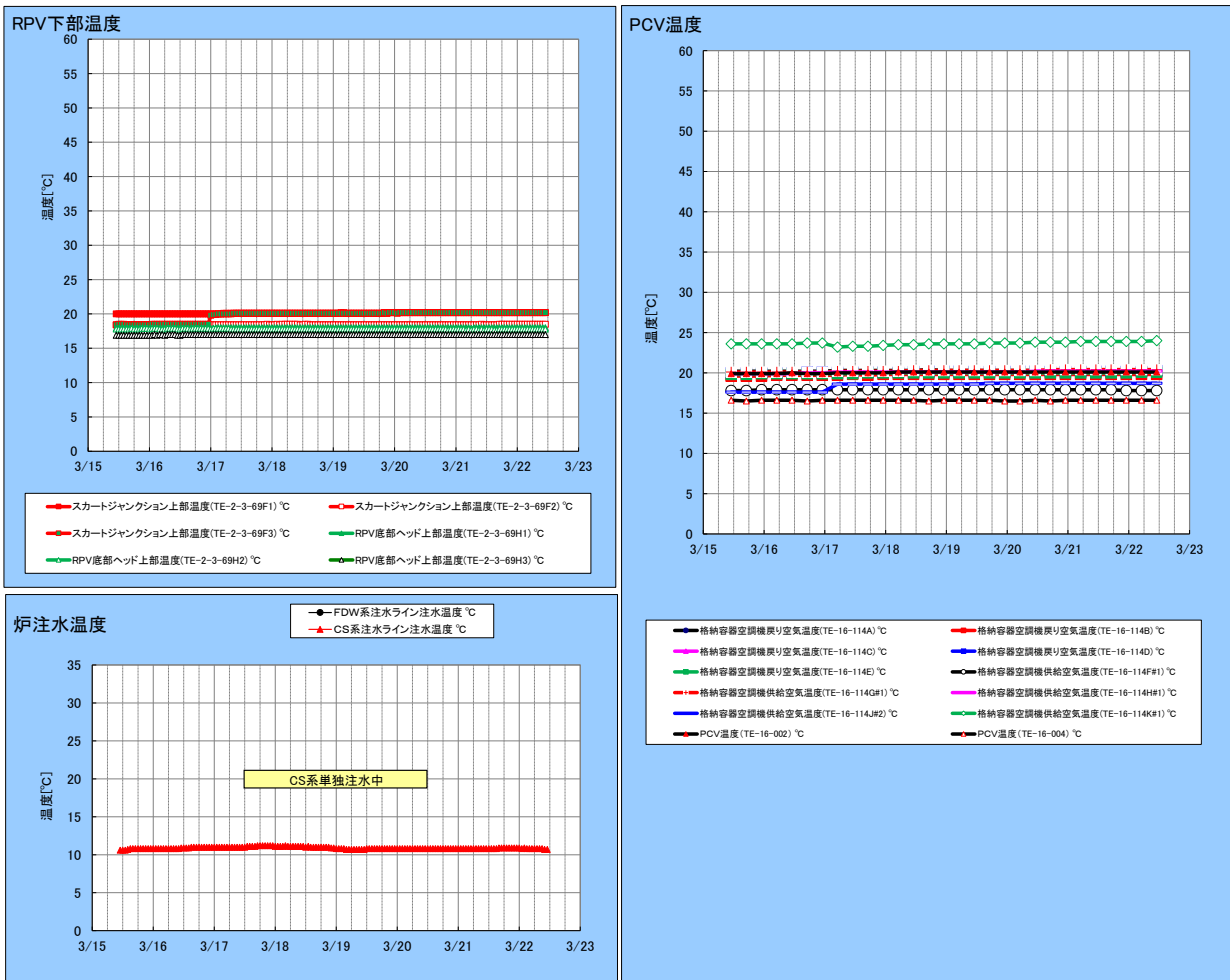 RPV下部温度
60
55
50
45
40
35
30
25
20
15
10
5
0
温度[℃]
3/15 3/16 3/17 3/18 3/19 3/20 3/21 3/22 3/23
スカートジャンクション上部温度(TE-2-3-69F1)℃ スカートジャンクション上部温度(TE-2-3-69F2)℃
スカートジャンクション上部温度(TE-2-3-69F3)℃ RPV底部ヘッド上部温度(TE-2-3-69H1)℃
RPV底部ヘッド上部温度(TE-2-3-69H2)℃ RPV底部ヘッド上部温度(TE-2-3-69H3)℃
炉注水温度
FDW系注水ライン注水温度 ℃
CS系注水ライン注水温度 ℃
35
30
25
20
15
10
5
0
温度[℃]
CS系単独注水中
3/15 3/16 3/17 3/18 3/19 3/20 3/21 3/22 3/23
PCV温度
60
55
50
45
40
35
30
25
20
15
10
5
0
温度[℃]
3/15 3/16 3/17 3/18 3/19 3/20 3/21 3/22 3/23
格納容器空調機戻り空気温度(TE-16-114A)℃ 格納容器空調機戻り空気温度(TE-16-114B)℃
格納容器空調機戻り空気温度(TE-16-114C)℃ 格納容器空調機戻り空気温度(TE-16-114D)℃
格納容器空調機戻り空気温度(TE-16-114E)℃ 格納容器空調機供給空気温度(TE-16-114F#1)℃
格納容器空調機供給空気温度(TE-16-114G#1)℃ 格納容器空調機供給空気温度(TE-16-114H#1)℃
格納容器空調機供給空気温度(TE-16-114J#2)℃ 格納容器空調機供給空気温度(TE-16-114K#1)℃
PCV温度(TE-16-002)℃ PCV温度(TE-16-004)℃